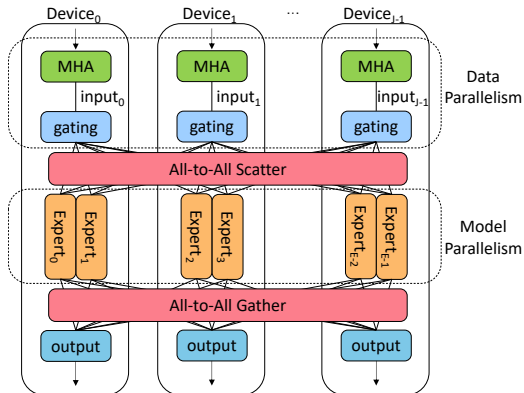 Device0 Device1 ... DeviceJ-1
MHA MHA MHA
Data
Parallelism
input0 input1 inputJ-1
gating gating gating
All-to-All Scatter
Expert0 Expert1 Expert2 Expert3 ExpertE-2 ExpertE-1
Model
Parallelism
All-to-All Gather
output output output